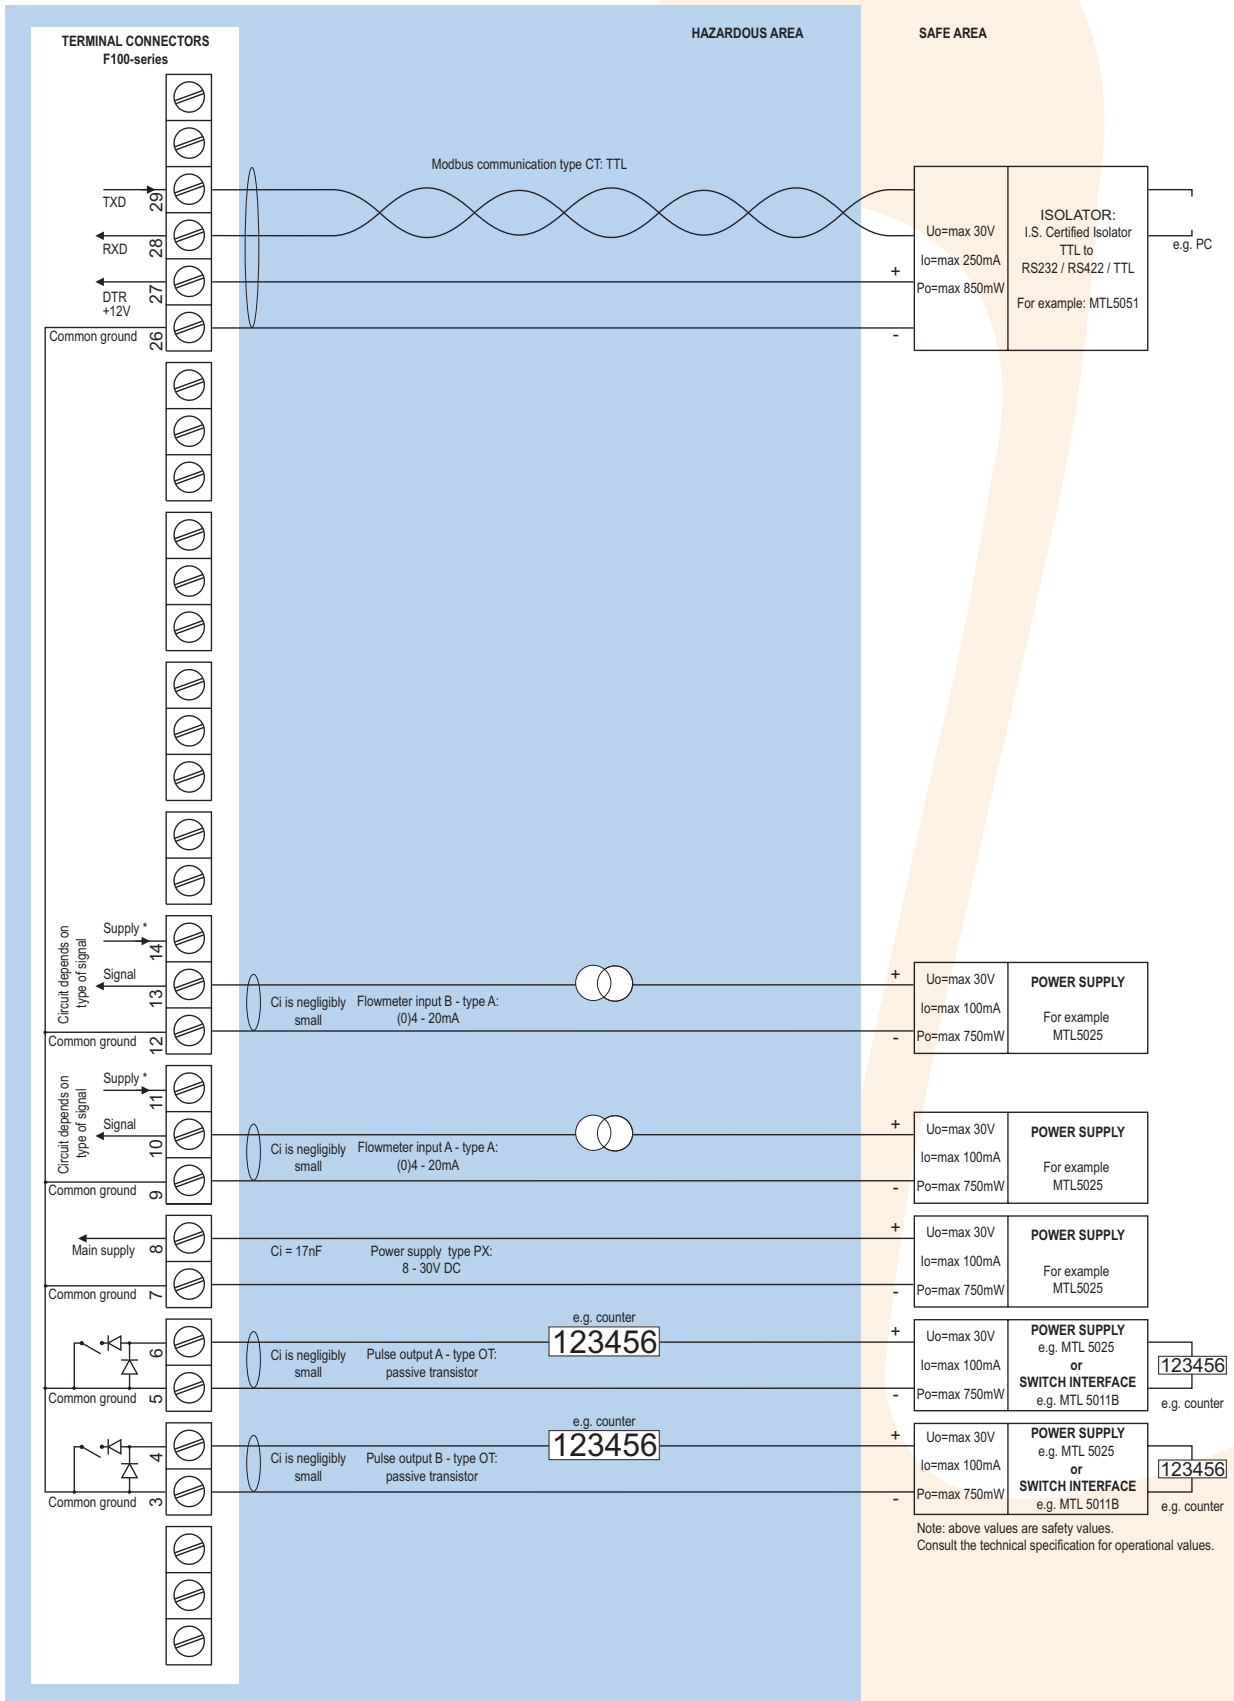 TERMINAL CONNECTORS
F100-series
HAZARDOUS AREA
SAFE AREA
Modbus communication type CT: TTL
TXD
29
RXD
28
DTR
+12V
27
Common ground
26
+
-
Uo=max 30V
Io=max 250mA
Po=max 850mW
ISOLATOR:
I.S. Certified Isolator
TTL to
RS232 / RS422 / TTL
For example: MTL5051
e.g. PC
Circuit depends on
type of signal
Supply *
14
Signal
13
Common ground
12
Ci is negligibly
small
Flowmeter input B - type A:
(0)4 - 20mA
+
-
Uo=max 30V
Io=max 100mA
Po=max 750mW
POWER SUPPLY
For example
MTL5025
Circuit depends on
type of signal
Supply *
11
Signal
10
Common ground
9
Ci is negligibly
small
Flowmeter input A - type A:
(0)4 - 20mA
+
-
Uo=max 30V
Io=max 100mA
Po=max 750mW
POWER SUPPLY
For example
MTL5025
Main supply
8
Common ground
7
Ci = 17nF
Power supply type PX:
8 - 30V DC
+
-
Uo=max 30V
Io=max 100mA
Po=max 750mW
POWER SUPPLY
For example
MTL5025
6
Common ground
5
Ci is negligibly
small
Pulse output A - type OT:
passive transistor
e.g. counter
123456
+
-
Uo=max 30V
Io=max 100mA
Po=max 750mW
POWER SUPPLY
e.g. MTL 5025
or
SWITCH INTERFACE
e.g. MTL 5011B
123456
e.g. counter
4
Common ground
3
Ci is negligibly
small
Pulse output B - type OT:
passive transistor
e.g. counter
123456
+
-
Uo=max 30V
Io=max 100mA
Po=max 750mW
POWER SUPPLY
e.g. MTL 5025
or
SWITCH INTERFACE
e.g. MTL 5011B
123456
e.g. counter
Note: above values are safety values.
Consult the technical specification for operational values.